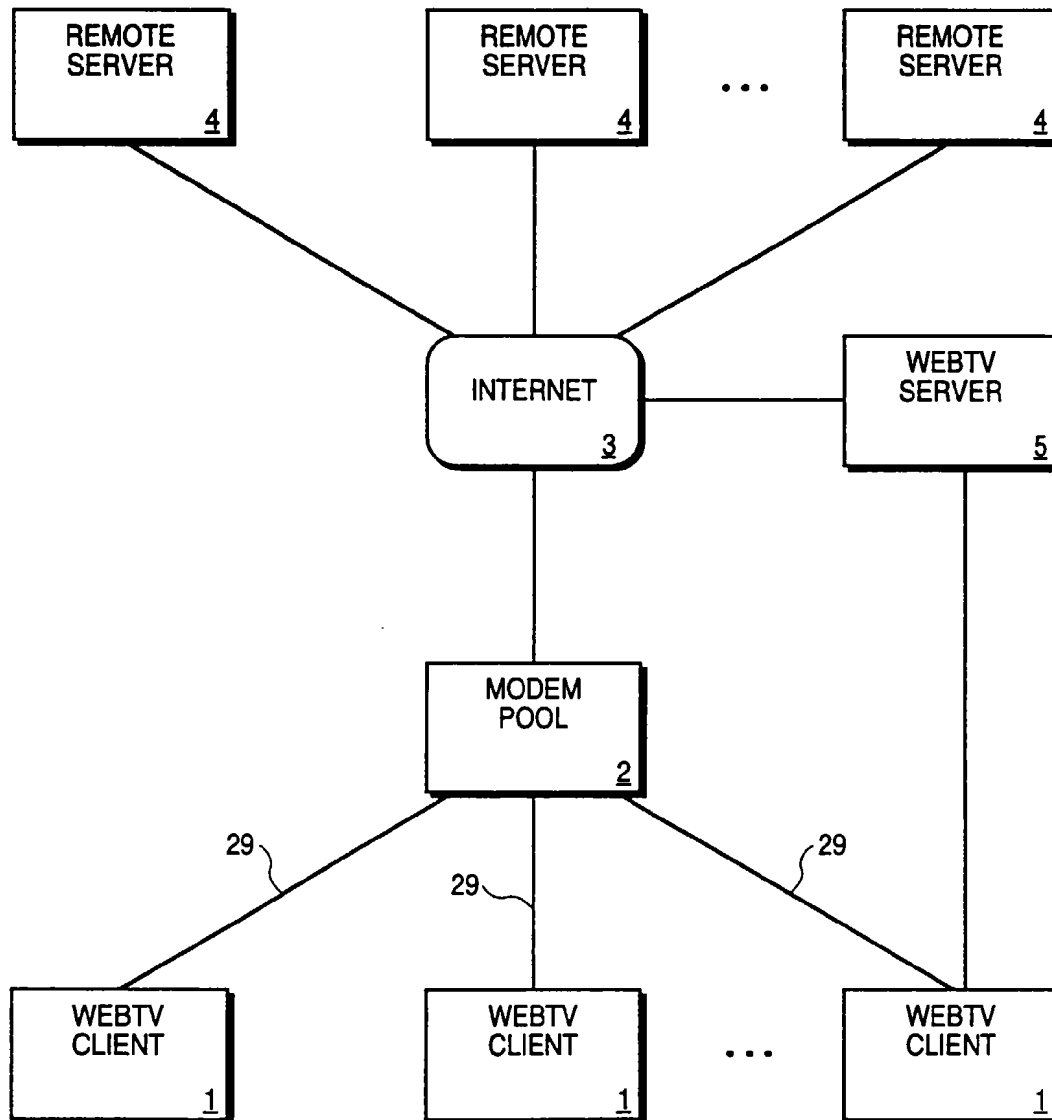 REMOTE
SERVER
4
REMOTE
SERVER
4
...
REMOTE
SERVER
4
INTERNET
3
WEBTV
SERVER
5
MODEM
POOL
2
29
29
29
WEBTV
CLIENT
1
WEBTV
CLIENT
1
...
WEBTV
CLIENT
1